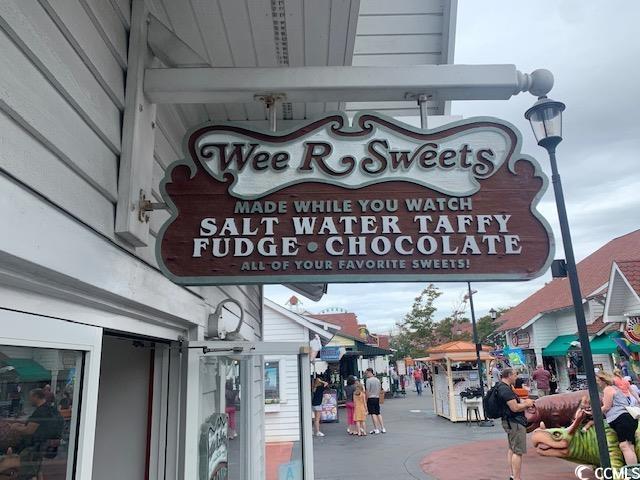 Wee R Sweets
MADE WHILE YOU WATCH
SALT WATER TAFFY
FUDGE • CHOCOLATE
ALL OF YOUR FAVORITE SWEETS!
©CCMLS